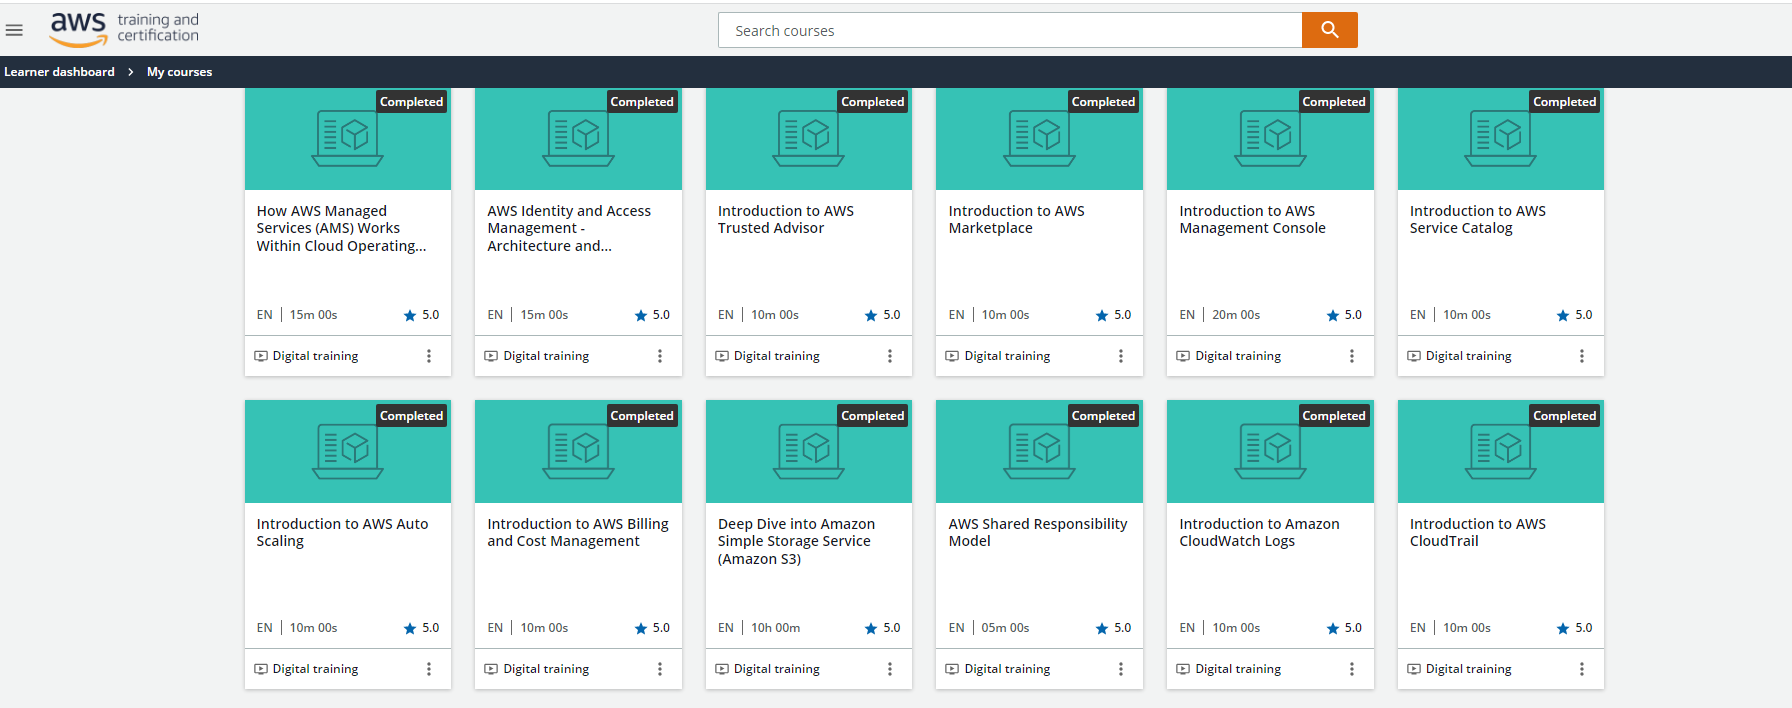 aws training and
certification
Search courses
Learner dashboard > My courses
Completed
How AWS Managed
Services (AMS) Works
Within Cloud Operating...
EN | 15m 00s 5.0
Digital training
Completed
AWS Identity and Access
Management -
Architecture and...
EN | 15m 00s 5.0
Digital training
Completed
Introduction to AWS
Trusted Advisor
EN | 10m 00s 5.0
Digital training
Completed
Introduction to AWS
Marketplace
EN | 10m 00s 5.0
Digital training
Completed
Introduction to AWS
Management Console
EN | 20m 00s 5.0
Digital training
Completed
Introduction to AWS
Service Catalog
EN | 10m 00s 5.0
Digital training
Completed
Introduction to AWS Auto
Scaling
EN | 10m 00s 5.0
Digital training
Completed
Introduction to AWS Billing
and Cost Management
EN | 10m 00s 5.0
Digital training
Completed
Deep Dive into Amazon
Simple Storage Service
(Amazon S3)
EN | 10h 00m 5.0
Digital training
Completed
AWS Shared Responsibility
Model
EN | 05m 00s 5.0
Digital training
Completed
Introduction to Amazon
CloudWatch Logs
EN | 10m 00s 5.0
Digital training
Completed
Introduction to AWS
CloudTrail
EN | 10m 00s 5.0
Digital training